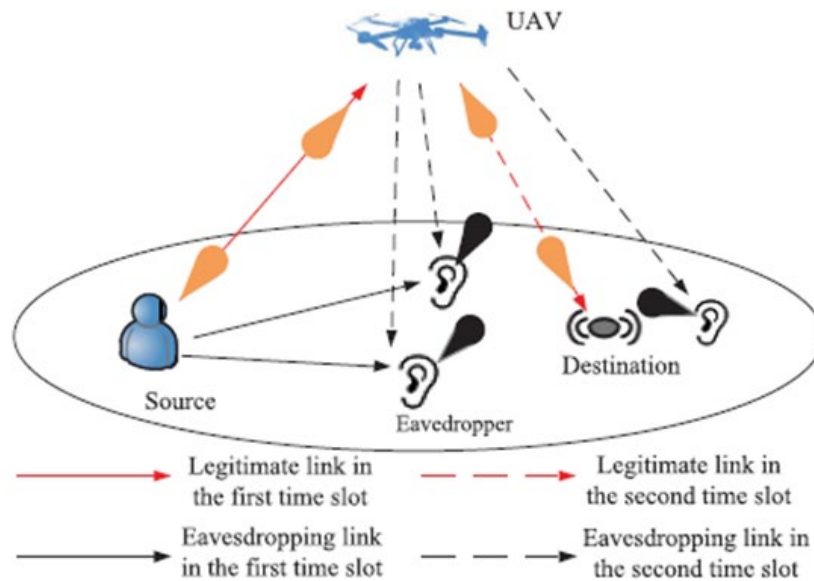 UAV
Source
Eavedropper
Destination
Legitimate link in
the first time slot
Legitimate link in
the second time slot
Eavesdropping link
in the first time slot
Eavesdropping link in
the second time slot